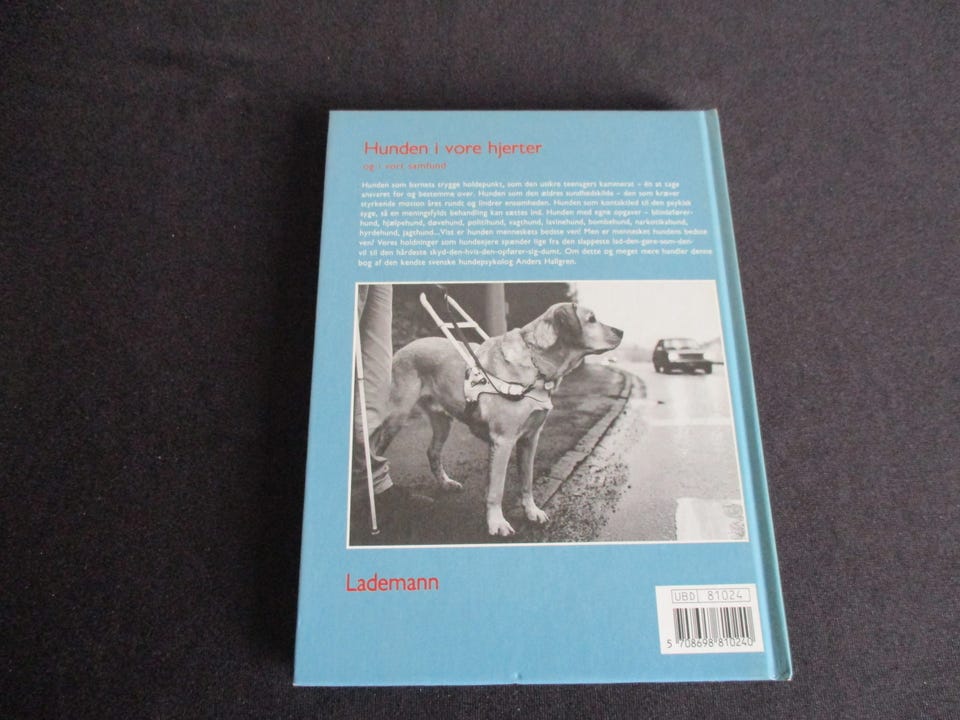 Hunden i vore hjerter
og i vort samfund
Hunden som barnets trygge holdepunkt, som den usikre teenagers kammerat – én at tage
ansvaret for og bestemme over. Hunden som den ældres sundhedskilde – den som kræver
styrkende motion året rundt og lindrer ensomheden. Hunden som kontaktled til den psykisk
syge, så en meningsfyldt behandling kan sættes ind. Hunden med egne opgaver – blindefører-
hund, hjælpehund, døvehund, politihund, vagthund, lavinehund, bombehund, narkotikahund,
hyrdehund, jagthund...Vist er hunden menneskets bedste ven! Men er mennesket hundens bedste
ven? Vores holdninger som hundeejere spænder lige fra den slappeste lad-den-gøre-som-den-
vil til den hårdeste skyd-den-hvis-den-opfører-sig-dumt. Om dette og meget mere handler denne
bog af den kendte svenske hundepsykolog Anders Hallgren.
Lademann
UBD 81024
5 708698 810240